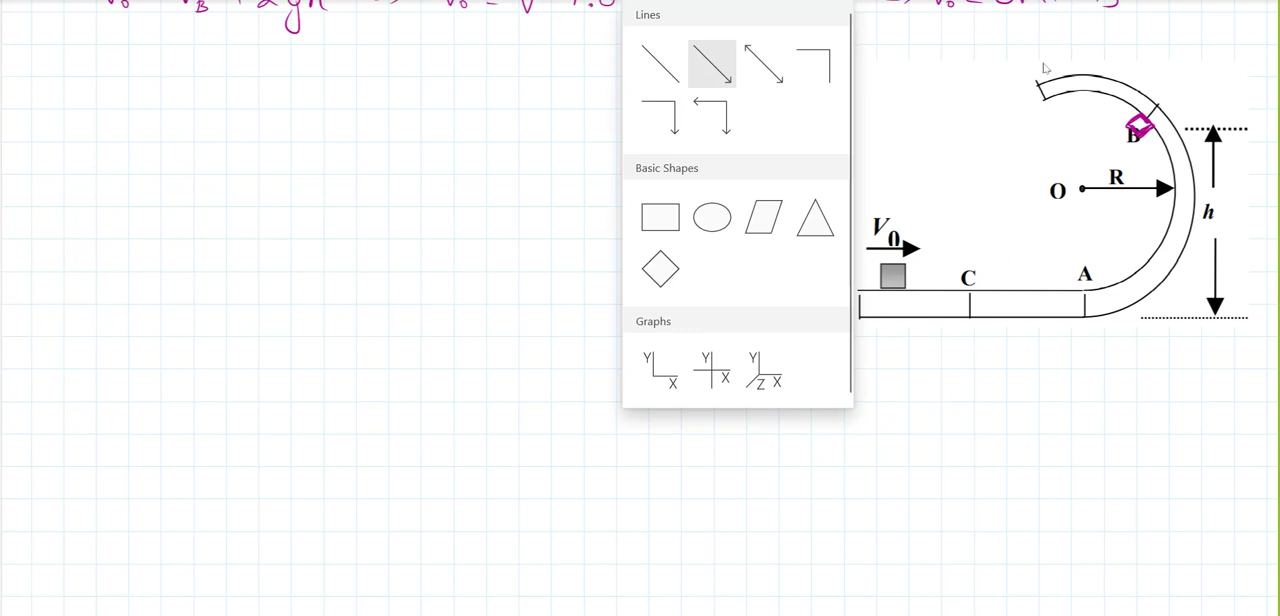 Lines
Basic Shapes
Graphs
Y X
Y X
Y Z X
B
O R
h
V0
C A